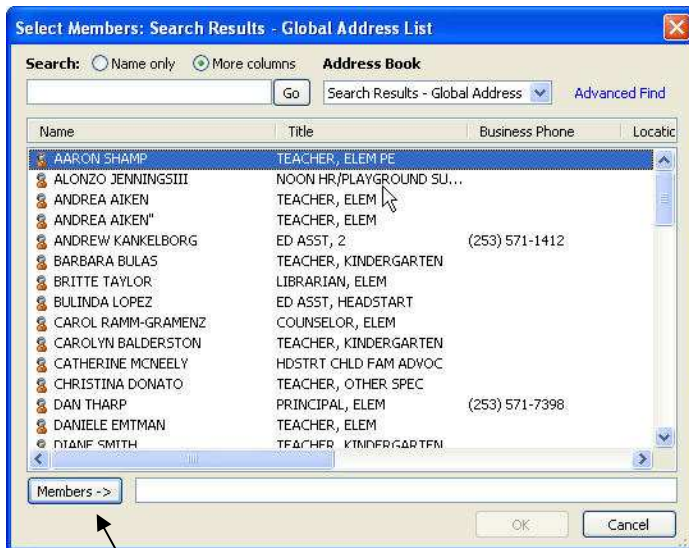 Select Members: Search Results - Global Address List
Search: Name only More columns Address Book
Go Search Results - Global Address Advanced Find
Name Title Business Phone Locatic
AARON SHAMP TEACHER, ELEM PE
ALONZO JENNINGSIII NOON HR/PLAYGROUND SU...
ANDREA AIKEN TEACHER, ELEM
ANDREA AIKEN" TEACHER, ELEM
ANDREW KANKELBORG ED ASST, 2 (253) 571-1412
BARBARA BULAS TEACHER, KINDERGARTEN
BRITTE TAYLOR LIBRARIAN, ELEM
BULINDA LOPEZ ED ASST, HEADSTART
CAROL RAMM-GRAMENZ COUNSELOR, ELEM
CAROLYN BALDERSTON TEACHER, KINDERGARTEN
CATHERINE MCNEELY HDSTRT CHLD FAM ADVOC
CHRISTINA DONATO TEACHER, OTHER SPEC
DAN THARP PRINCIPAL, ELEM (253) 571-7398
DANIELE EMTMAN TEACHER, ELEM
DIANE SMITH TEACHER, KINDERGARTEN
Members ->
OK Cancel